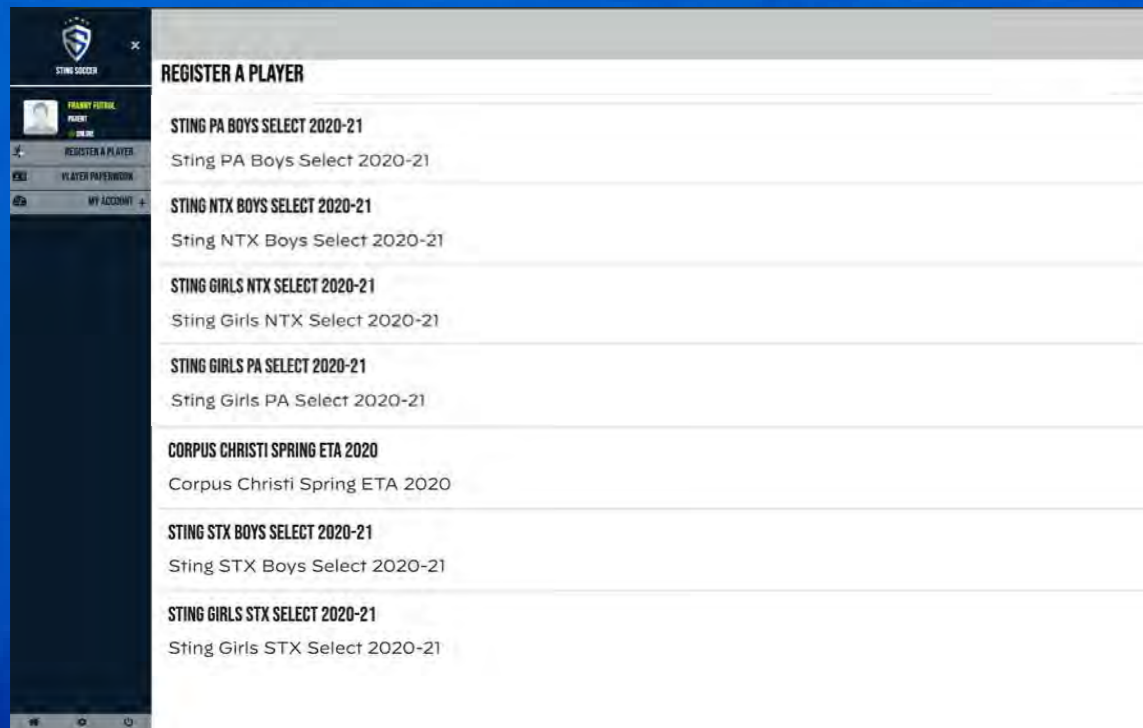 STING SOCCER
×
FRANNY FUTBOL
PARENT
ONLINE
REGISTER A PLAYER
PLAYER PAPERWORK
MY ACCOUNT +
REGISTER A PLAYER
STING PA BOYS SELECT 2020-21
Sting PA Boys Select 2020-21
STING NTX BOYS SELECT 2020-21
Sting NTX Boys Select 2020-21
STING GIRLS NTX SELECT 2020-21
Sting Girls NTX Select 2020-21
STING GIRLS PA SELECT 2020-21
Sting Girls PA Select 2020-21
CORPUS CHRISTI SPRING ETA 2020
Corpus Christi Spring ETA 2020
STING STX BOYS SELECT 2020-21
Sting STX Boys Select 2020-21
STING GIRLS STX SELECT 2020-21
Sting Girls STX Select 2020-21